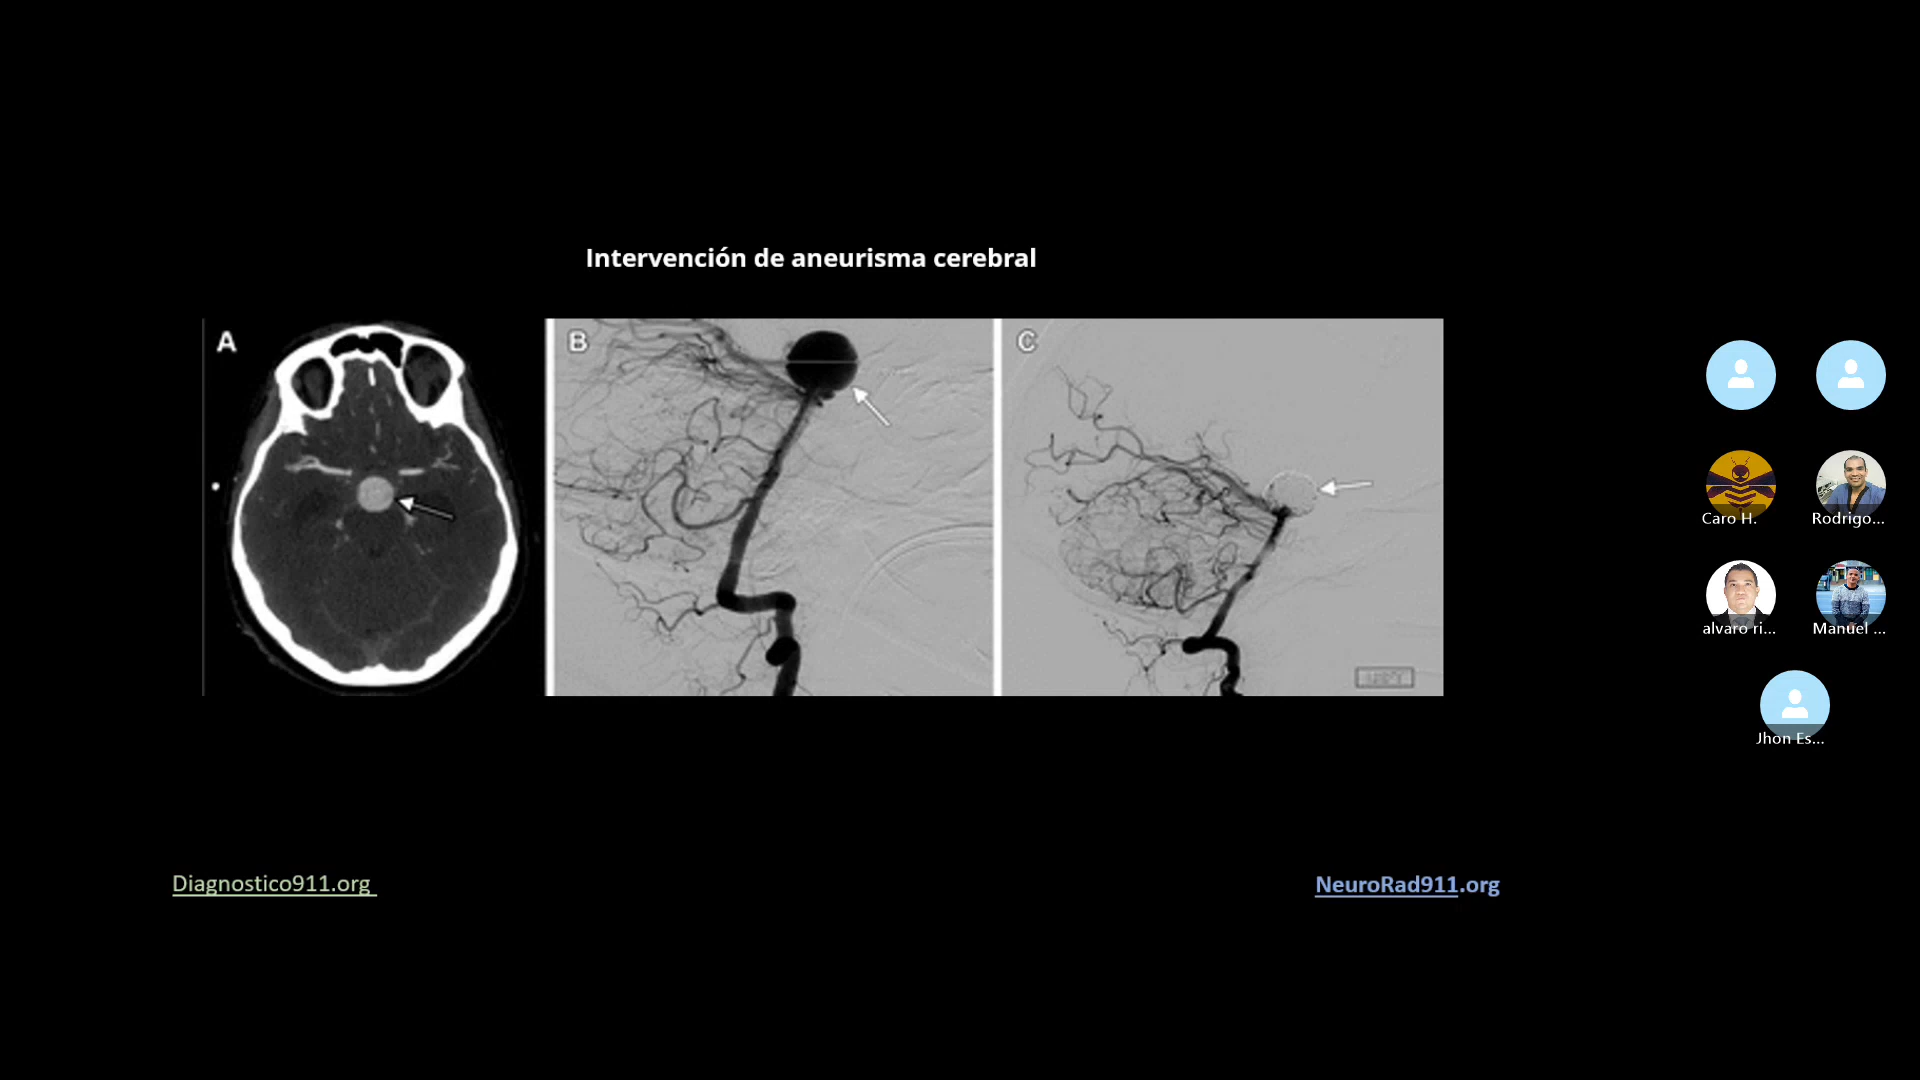 Intervención de aneurisma cerebral
A
B
C
Caro H.
Rodrigo...
alvaro ri...
Manuel ...
Jhon Es...
Diagnostico911.org
NeuroRad911.org